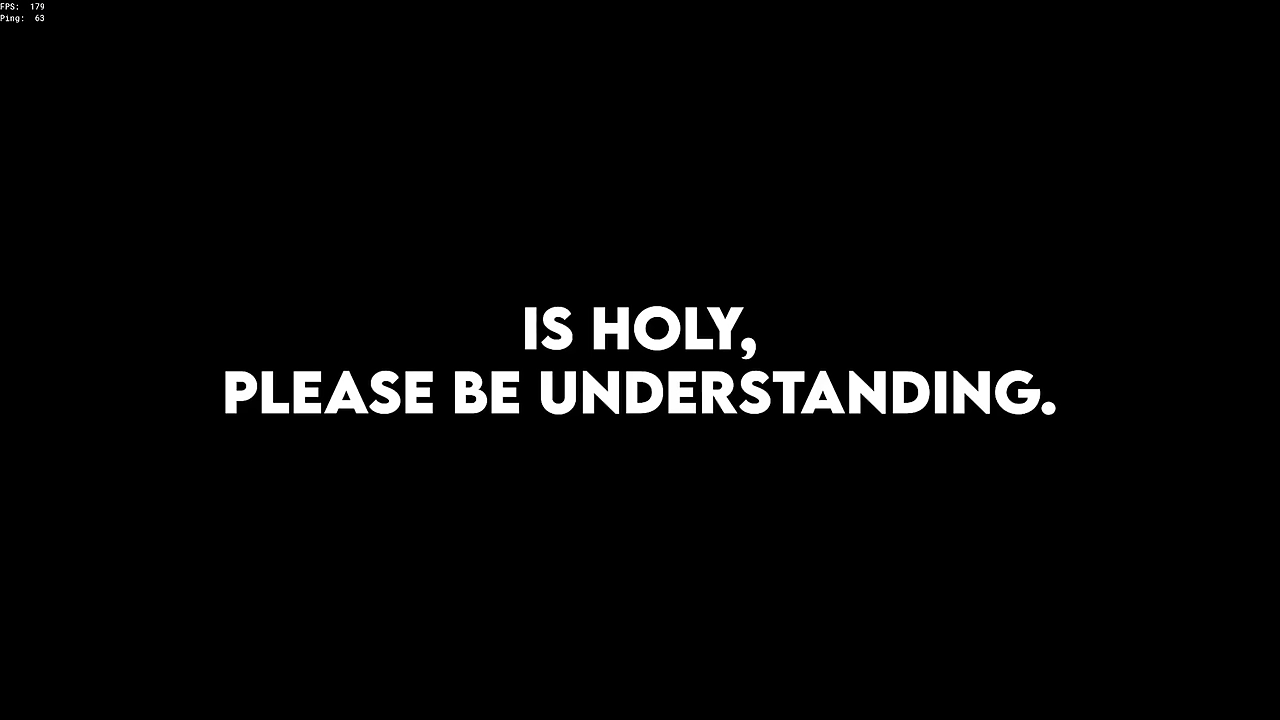 FPS:  179
Ping:  63
IS HOLY,
PLEASE BE UNDERSTANDING.